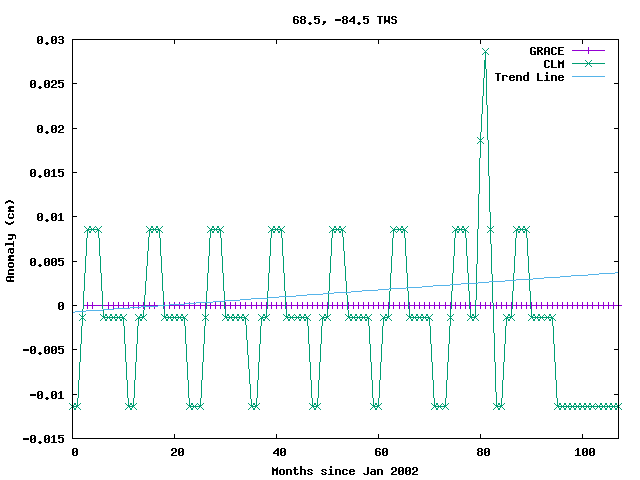 68.5, -84.5 TWS
GRACE
CLM
Trend Line
Anomaly (cm)
0.03
0.025
0.02
0.015
0.01
0.005
0
-0.005
-0.01
-0.015
0 20 40 60 80 100
Months since Jan 2002